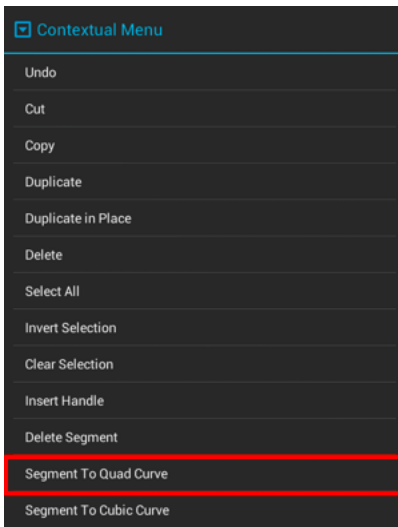 Contextual Menu
Undo
Cut
Copy
Duplicate
Duplicate in Place
Delete
Select All
Invert Selection
Clear Selection
Insert Handle
Delete Segment
Segment To Quad Curve
Segment To Cubic Curve